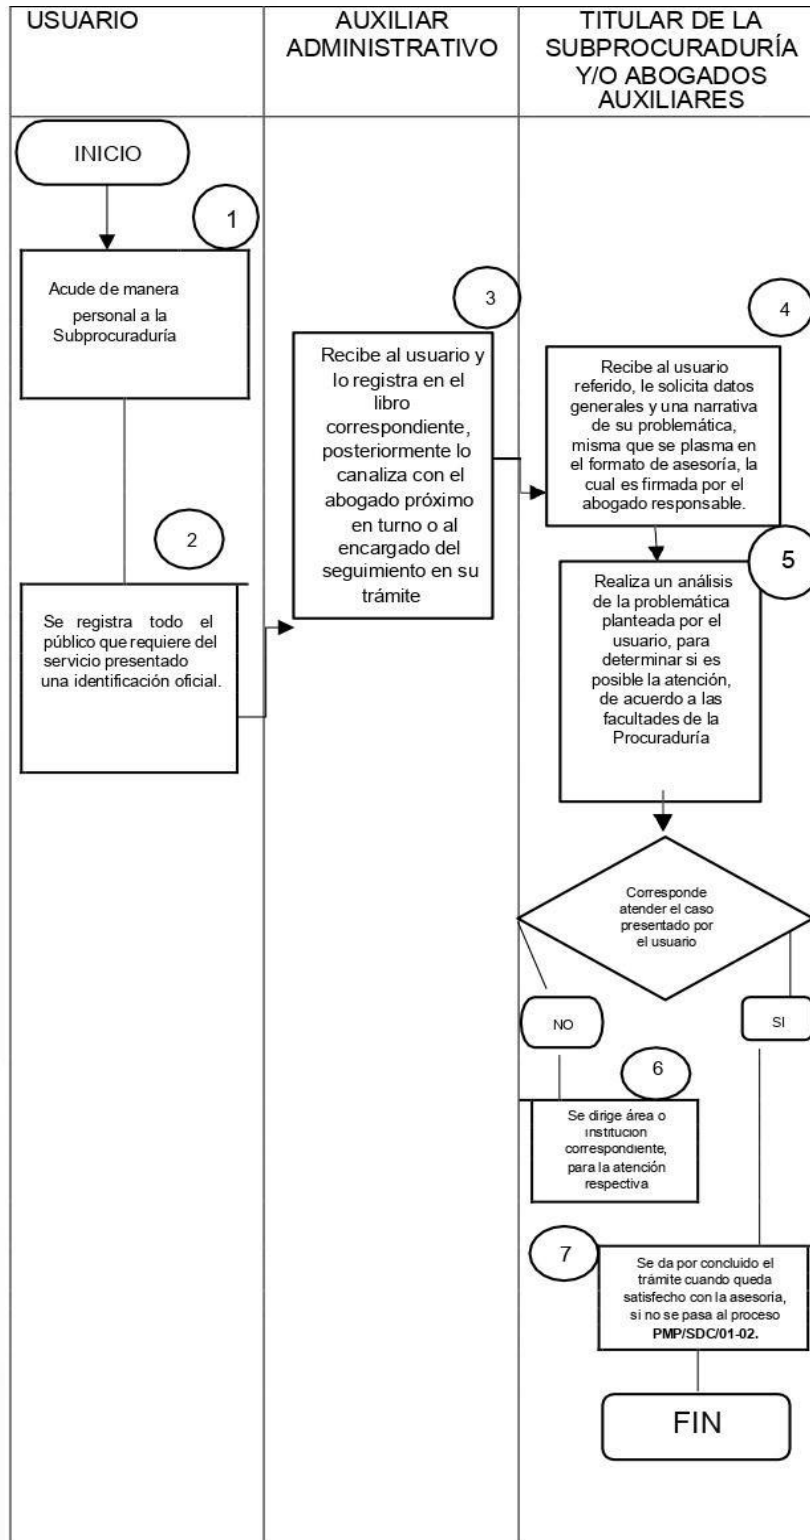 USUARIO
AUXILIAR
ADMINISTRATIVO
TITULAR DE LA
SUBPROCURADURÍA
Y/O ABOGADOS
AUXILIARES
INICIO
1
Acude de manera
personal a la
Subprocuraduría
2
Se registra todo el
público que requiere del
servicio presentado
una identificación oficial.
3
Recibe al usuario y
lo registra en el
libro
correspondiente,
posteriormente lo
canaliza con el
abogado próximo
en turno o al
encargado del
seguimiento en su
trámite
4
Recibe al usuario
referido, le solicita datos
generales y una narrativa
de su problemática,
misma que se plasma en
el formato de asesoría, la
cual es firmada por el
abogado responsable.
5
Realiza un análisis
de la problemática
planteada por el
usuario, para
determinar si es
posible la atención,
de acuerdo a las
facultades de la
Procuraduría
Corresponde
atender el caso
presentado por
el usuario
NO
SI
6
Se dirige área o
institución
correspondiente,
para la atención
respectiva
7
Se da por concluido el
trámite cuando queda
satisfecho con la asesoría,
si no se pasa al proceso
PMP/SDC/01-02.
FIN